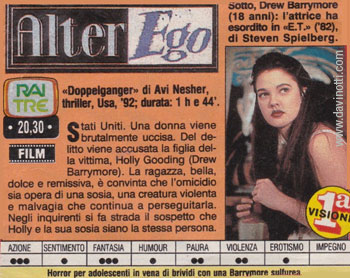 Alter Ego
Sotto, Drew Barrymore
(18 anni): l'attrice ha
esordito in «E.T.» ('82),
di Steven Spielberg.
RAI
TRE
20,30
FILM
«Doppelganger» di Avi Nesher,
thriller, Usa, '92; durata: 1 h e 44'.
Stati Uniti. Una donna viene
brutalmente uccisa. Del de-
litto viene accusata la figlia del-
la vittima, Holly Gooding (Drew
Barrymore). La ragazza, bella,
dolce e remissiva, è convinta che l'omicidio
sia opera di una sosia, una creatura violenta
e malvagia che continua a perseguitarla.
Negli inquirenti si fa strada il sospetto che
Holly e la sua sosia siano la stessa persona.
www.davinotti.com
1a
VISIONE
AZIONE SENTIMENTO FANTASIA HUMOUR PAURA VIOLENZA EROTISMO IMPEGNO
Horror per adolescenti in vena di brividi con una Barrymore sulfurea